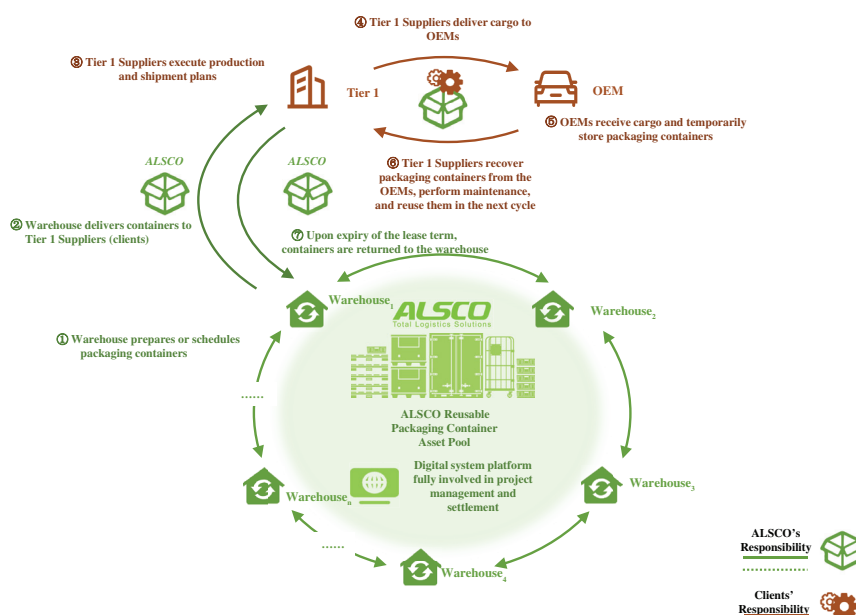 ④ Tier 1 Suppliers deliver cargo to
OEMs
③ Tier 1 Suppliers execute production
and shipment plans
Tier 1
OEM
⑤ OEMs receive cargo and temporarily
store packaging containers
ALSCO
ALSCO
⑥ Tier 1 Suppliers recover
packaging containers from
the OEMs, perform maintenance,
and reuse them in the next cycle
② Warehouse delivers containers to
Tier 1 Suppliers (clients)
⑦ Upon expiry of the lease term,
containers are returned to the warehouse
Warehouse1
ALSCO
Total Logistics Solutions
Warehouse2
① Warehouse prepares or schedules
packaging containers
......
ALSCO Reusable
Packaging Container
Asset Pool
Digital system platform
fully involved in project
management and
settlement
Warehousen
Warehouse3
......
Warehouse4
ALSCO's
Responsibility
Clients'
Responsibility